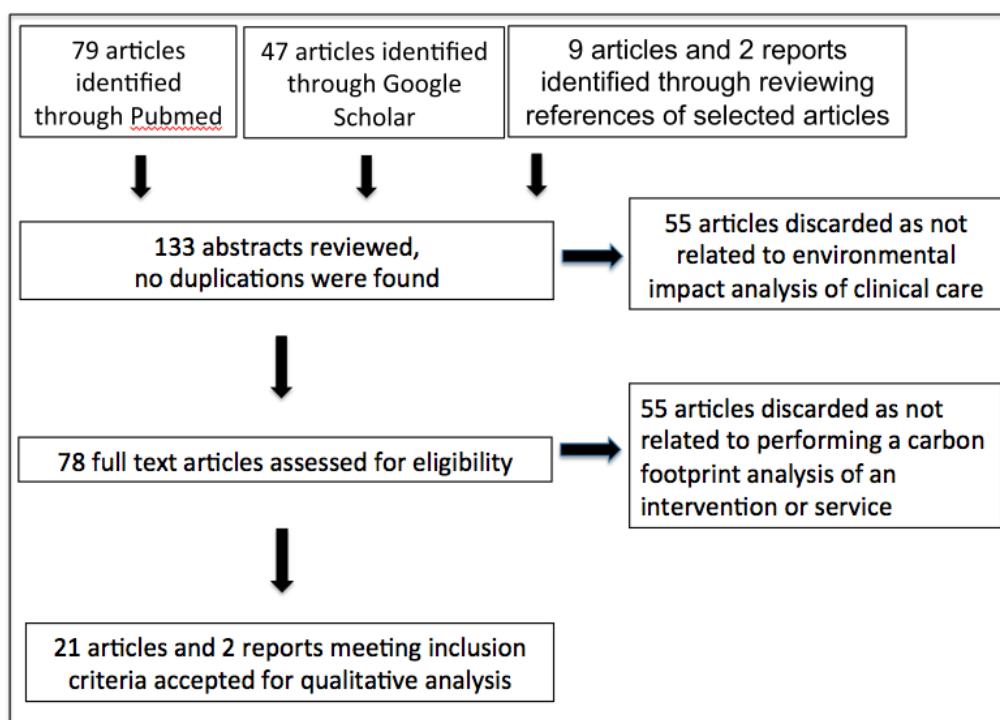 79 articles
identified
through Pubmed
47 articles identified
through Google
Scholar
9 articles and 2 reports
identified through reviewing
references of selected articles
133 abstracts reviewed,
no duplications were found
55 articles discarded as not
related to environmental
impact analysis of clinical care
78 full text articles assessed for eligibility
55 articles discarded as not
related to performing a carbon
footprint analysis of an
intervention or service
21 articles and 2 reports meeting inclusion
criteria accepted for qualitative analysis